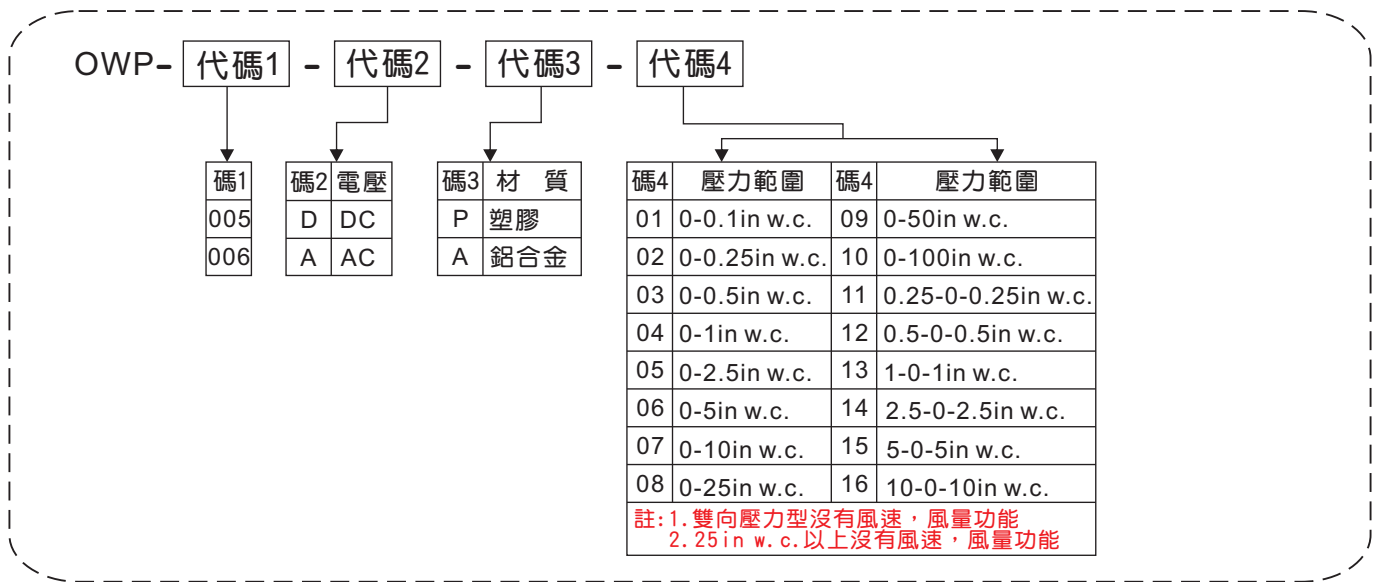 OWP- 代碼1 - 代碼2 - 代碼3 - 代碼4
碼1
005
006
碼2 電壓
D DC
A AC
碼3 材 質
P 塑膠
A 鋁合金
碼4 壓力範圍 碼4 壓力範圍
01 0-0.1in w.c. 09 0-50in w.c.
02 0-0.25in w.c. 10 0-100in w.c.
03 0-0.5in w.c. 11 0.25-0-0.25in w.c.
04 0-1in w.c. 12 0.5-0-0.5in w.c.
05 0-2.5in w.c. 13 1-0-1in w.c.
06 0-5in w.c. 14 2.5-0-2.5in w.c.
07 0-10in w.c. 15 5-0-5in w.c.
08 0-25in w.c. 16 10-0-10in w.c.
註:1.雙向壓力型沒有風速，風量功能
2.25in w.c.以上沒有風速，風量功能